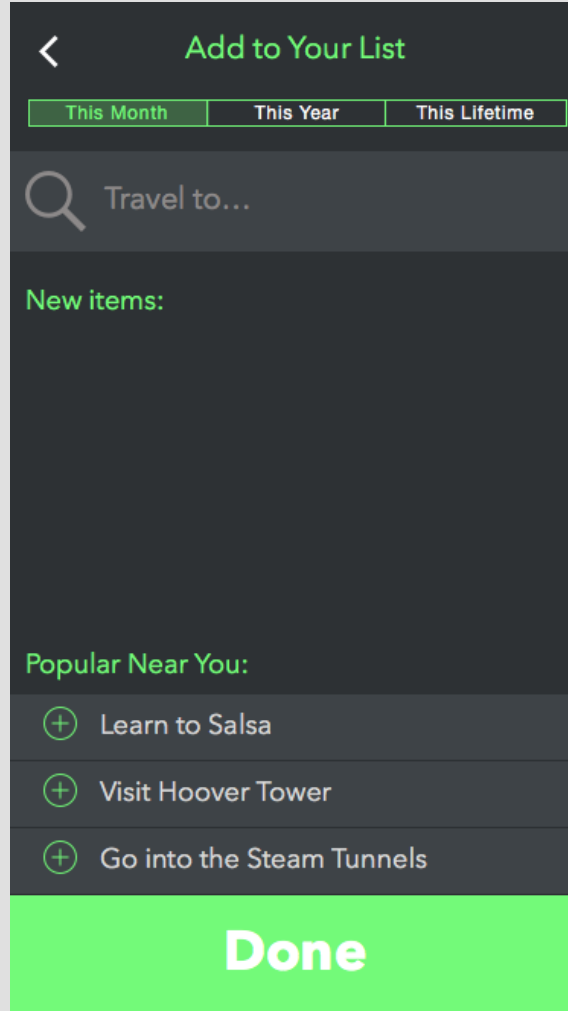 Add to Your List
This Month This Year This Lifetime
Travel to...
New items:
Popular Near You:
Learn to Salsa
Visit Hoover Tower
Go into the Steam Tunnels
Done